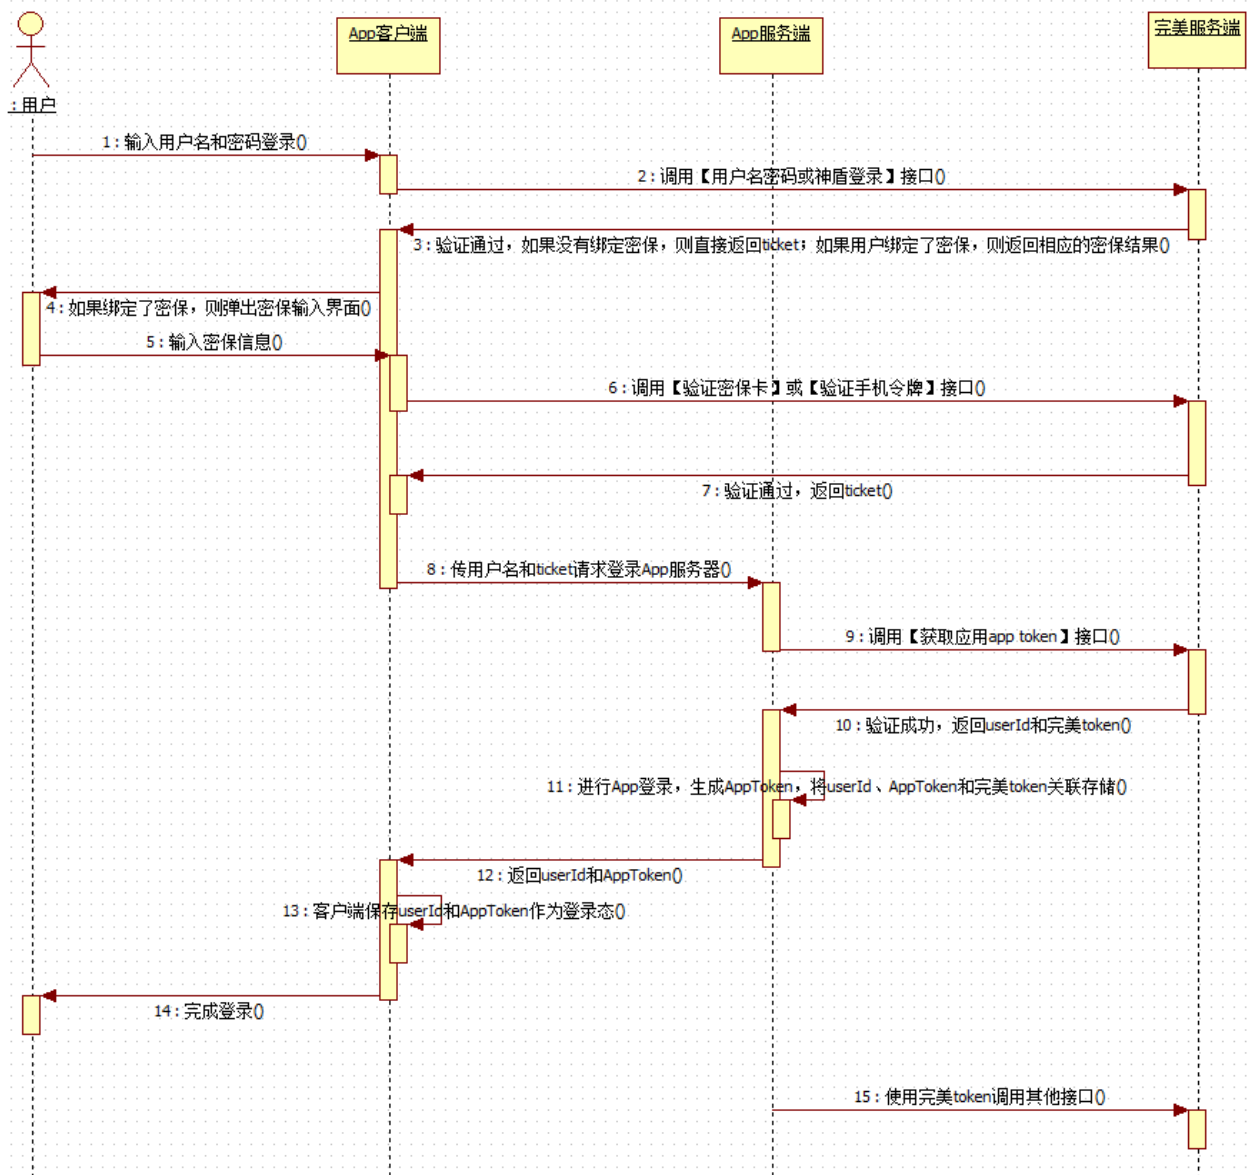 App客户端
App服务端
完美服务端
：用户
1：输入用户名和密码登录()
2：调用【用户名密码或神盾登录】接口()
3：验证通过，如果没有绑定密保，则直接返回ticket；如果用户绑定了密保，则返回相应的密保结果()
4：如果绑定了密保，则弹出密保输入界面()
5：输入密保信息()
6：调用【验证密保卡】或【验证手机令牌】接口()
7：验证通过，返回ticket()
8：传用户名和ticket请求登录App服务器()
9：调用【获取应用app token】接口()
10：验证成功，返回userId和完美token()
11：进行App登录，生成AppToken，将userId、AppToken和完美token关联存储()
12：返回userId和AppToken()
13：客户端保存userId和AppToken作为登录态()
14：完成登录()
15：使用完美token调用其他接口()